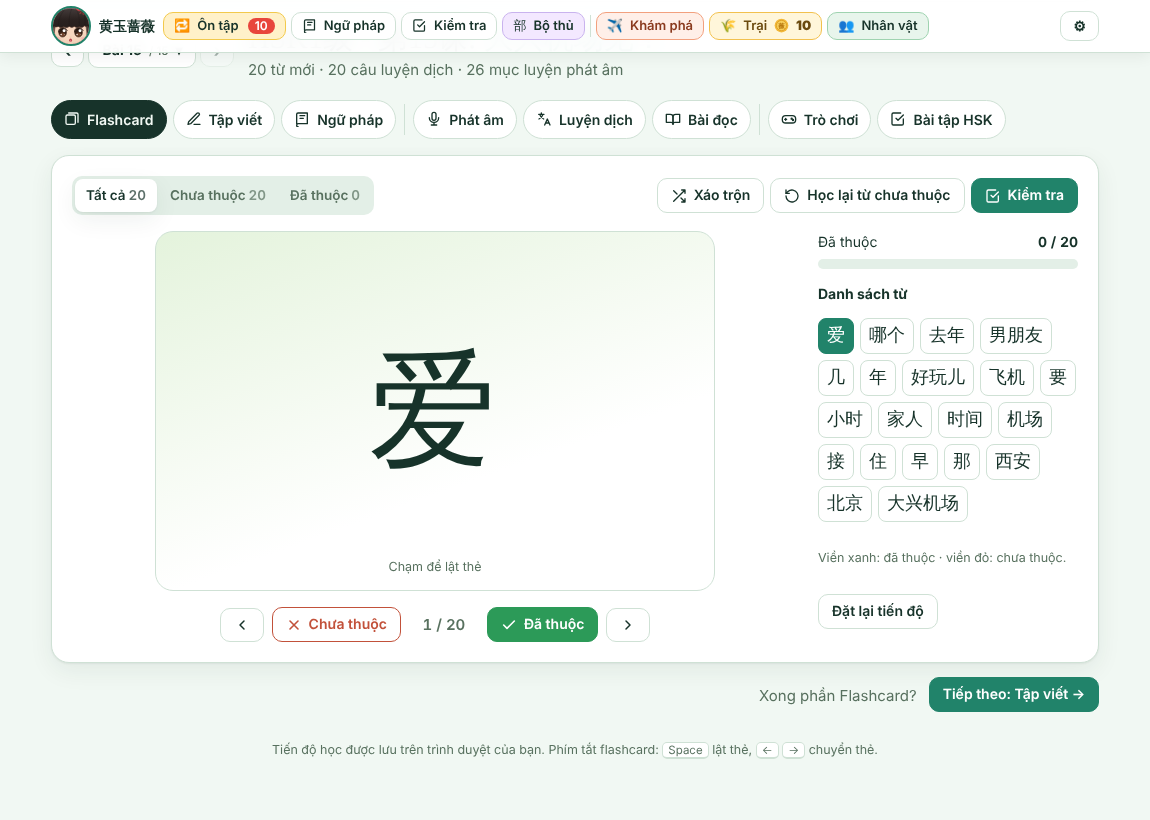 黄玉蔷薇 Ôn tập 10 Ngữ pháp Kiểm tra 部 Bộ thủ Khám phá Trại 10 Nhân vật
20 từ mới · 20 câu luyện dịch · 26 mục luyện phát âm
Flashcard Tập viết Ngữ pháp Phát âm Luyện dịch Bài đọc Trò chơi Bài tập HSK
Tất cả 20 Chưa thuộc 20 Đã thuộc 0 Xáo trộn Học lại từ chưa thuộc Kiểm tra
爱
Chạm để lật thẻ
Chưa thuộc 1 / 20 Đã thuộc
Đã thuộc 0 / 20
Danh sách từ
爱 哪个 去年 男朋友
几 年 好玩儿 飞机 要
小时 家人 时间 机场
接 住 早 那 西安
北京 大兴机场
Viền xanh: đã thuộc · viền đỏ: chưa thuộc.
Đặt lại tiến độ
Xong phần Flashcard? Tiếp theo: Tập viết →
Tiến độ học được lưu trên trình duyệt của bạn. Phím tắt flashcard: Space lật thẻ, ← → chuyển thẻ.